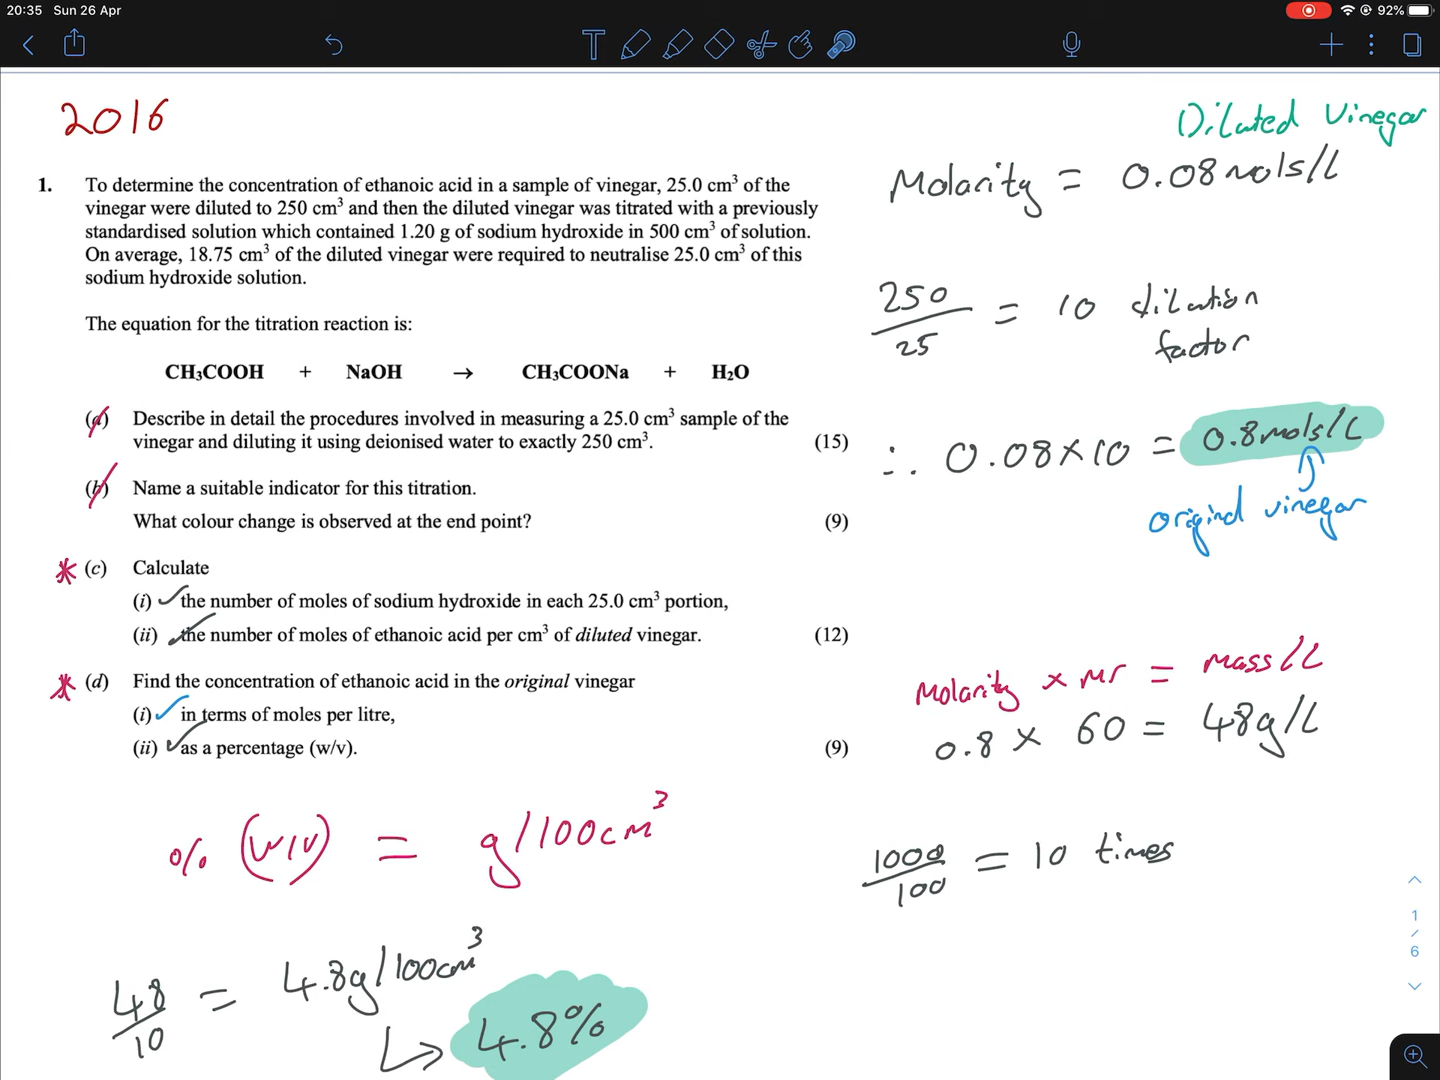 20:35 Sun 26 Apr
92%
2016
1. To determine the concentration of ethanoic acid in a sample of vinegar, 25.0 cm³ of the
vinegar were diluted to 250 cm³ and then the diluted vinegar was titrated with a previously
standardised solution which contained 1.20 g of sodium hydroxide in 500 cm³ of solution.
On average, 18.75 cm³ of the diluted vinegar were required to neutralise 25.0 cm³ of this
sodium hydroxide solution.
The equation for the titration reaction is:
CH₃COOH + NaOH → CH₃COONa + H₂O
(a) Describe in detail the procedures involved in measuring a 25.0 cm³ sample of the
vinegar and diluting it using deionised water to exactly 250 cm³. (15)
(b) Name a suitable indicator for this titration.
What colour change is observed at the end point? (9)
* (c) Calculate
(i) the number of moles of sodium hydroxide in each 25.0 cm³ portion,
(ii) the number of moles of ethanoic acid per cm³ of diluted vinegar. (12)
* (d) Find the concentration of ethanoic acid in the original vinegar
(i) in terms of moles per litre,
(ii) as a percentage (w/v). (9)
% (w/v) = g/100cm³
48/10 = 4.8g/100cm³
↳ 4.8%
Diluted Vinegar
Molarity = 0.08mols/L
250/25 = 10 dilution
factor
∴ 0.08 × 10 = 0.8mols/L
original vinegar
Molarity × Mr = mass/L
0.8 × 60 = 48g/L
1000/100 = 10 times
1
/
6